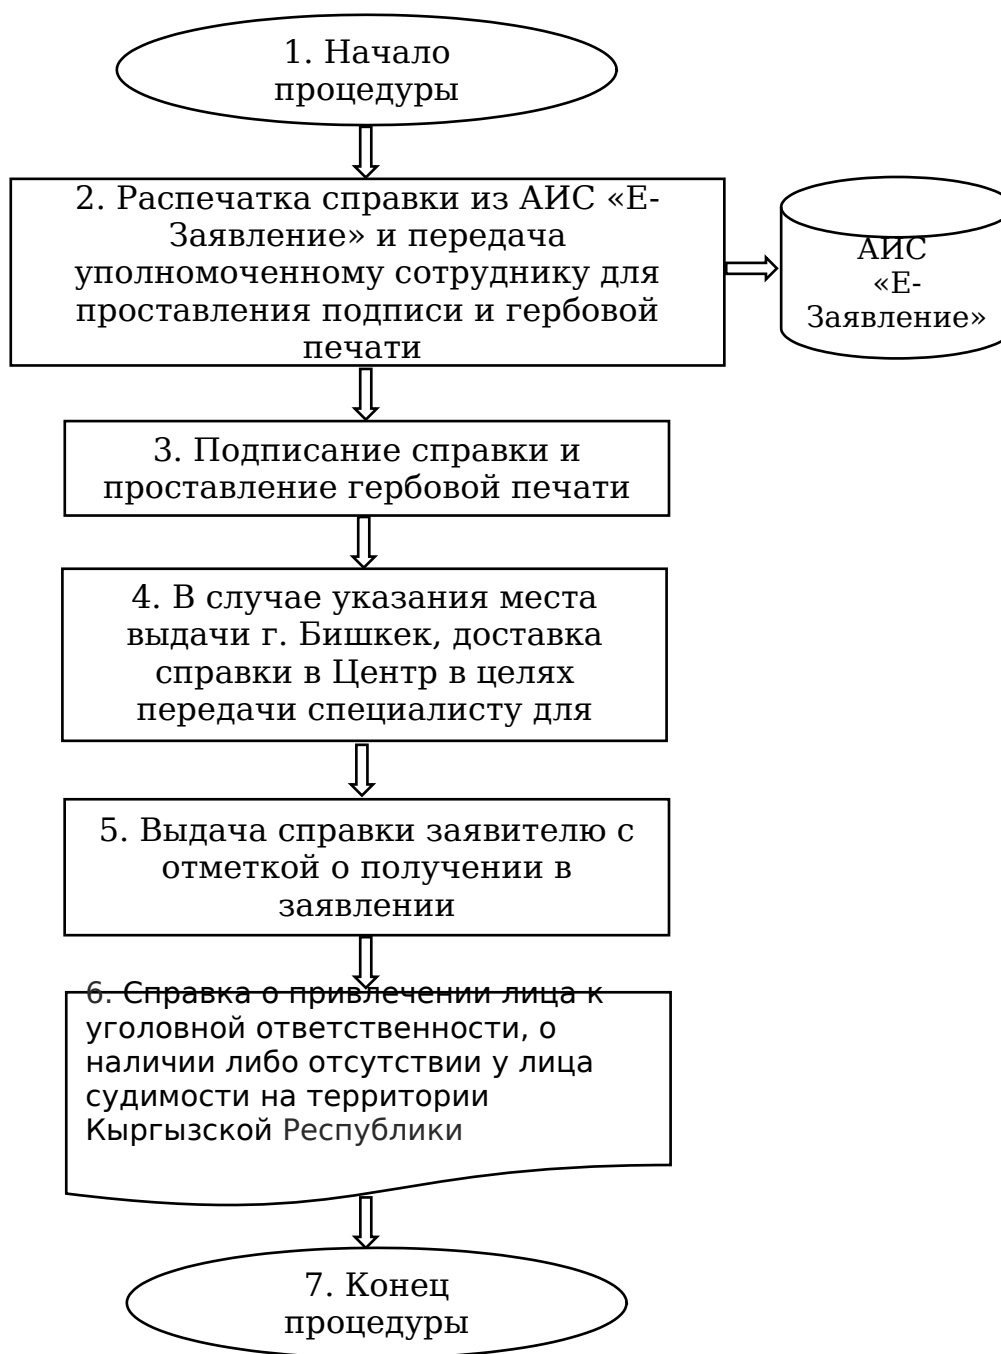 1. Начало
процедуры
2. Распечатка справки из АИС «Е-
Заявление» и передача
уполномоченному сотруднику для
проставления подписи и гербовой
печати
АИС
«Е-
Заявление»
3. Подписание справки и
проставление гербовой печати
4. В случае указания места
выдачи г. Бишкек, доставка
справки в Центр в целях
передачи специалисту для
5. Выдача справки заявителю с
отметкой о получении в
заявлении
6. Справка о привлечении лица к
уголовной ответственности, о
наличии либо отсутствии у лица
судимости на территории
Кыргызской Республики
7. Конец
процедуры